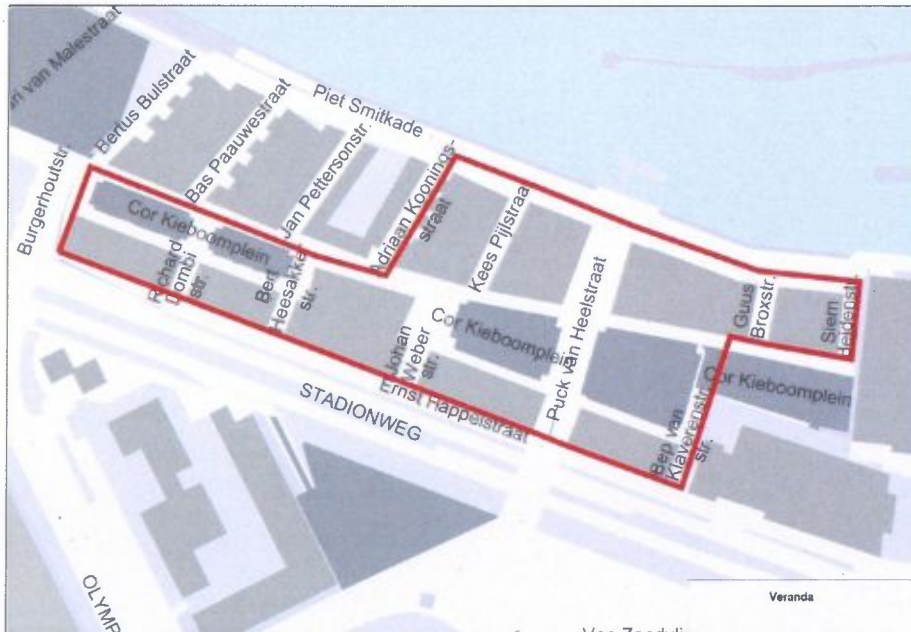 van Malestraat
Bertus Bulstraat
Piet Smitkade
Bas Paauwestraat
Jan Pettersonstr.
Adriaan Koonings-
straat
Burgerhoutstr.
Cor Kieboomplein
Kees Pijlstraat
Richard
Dombi
str
Bert
Heesakker
str.
Puck van Heelstraat
Guus
Broxstr.
Siem
Heidenstr.
Cor Kieboomplein
Johan
Weber
str.
Cor Kieboomplein
Ernst Happelstraat
STADIONWEG
Bep van
Klaverenstr.
str.
OLYMP
Veranda